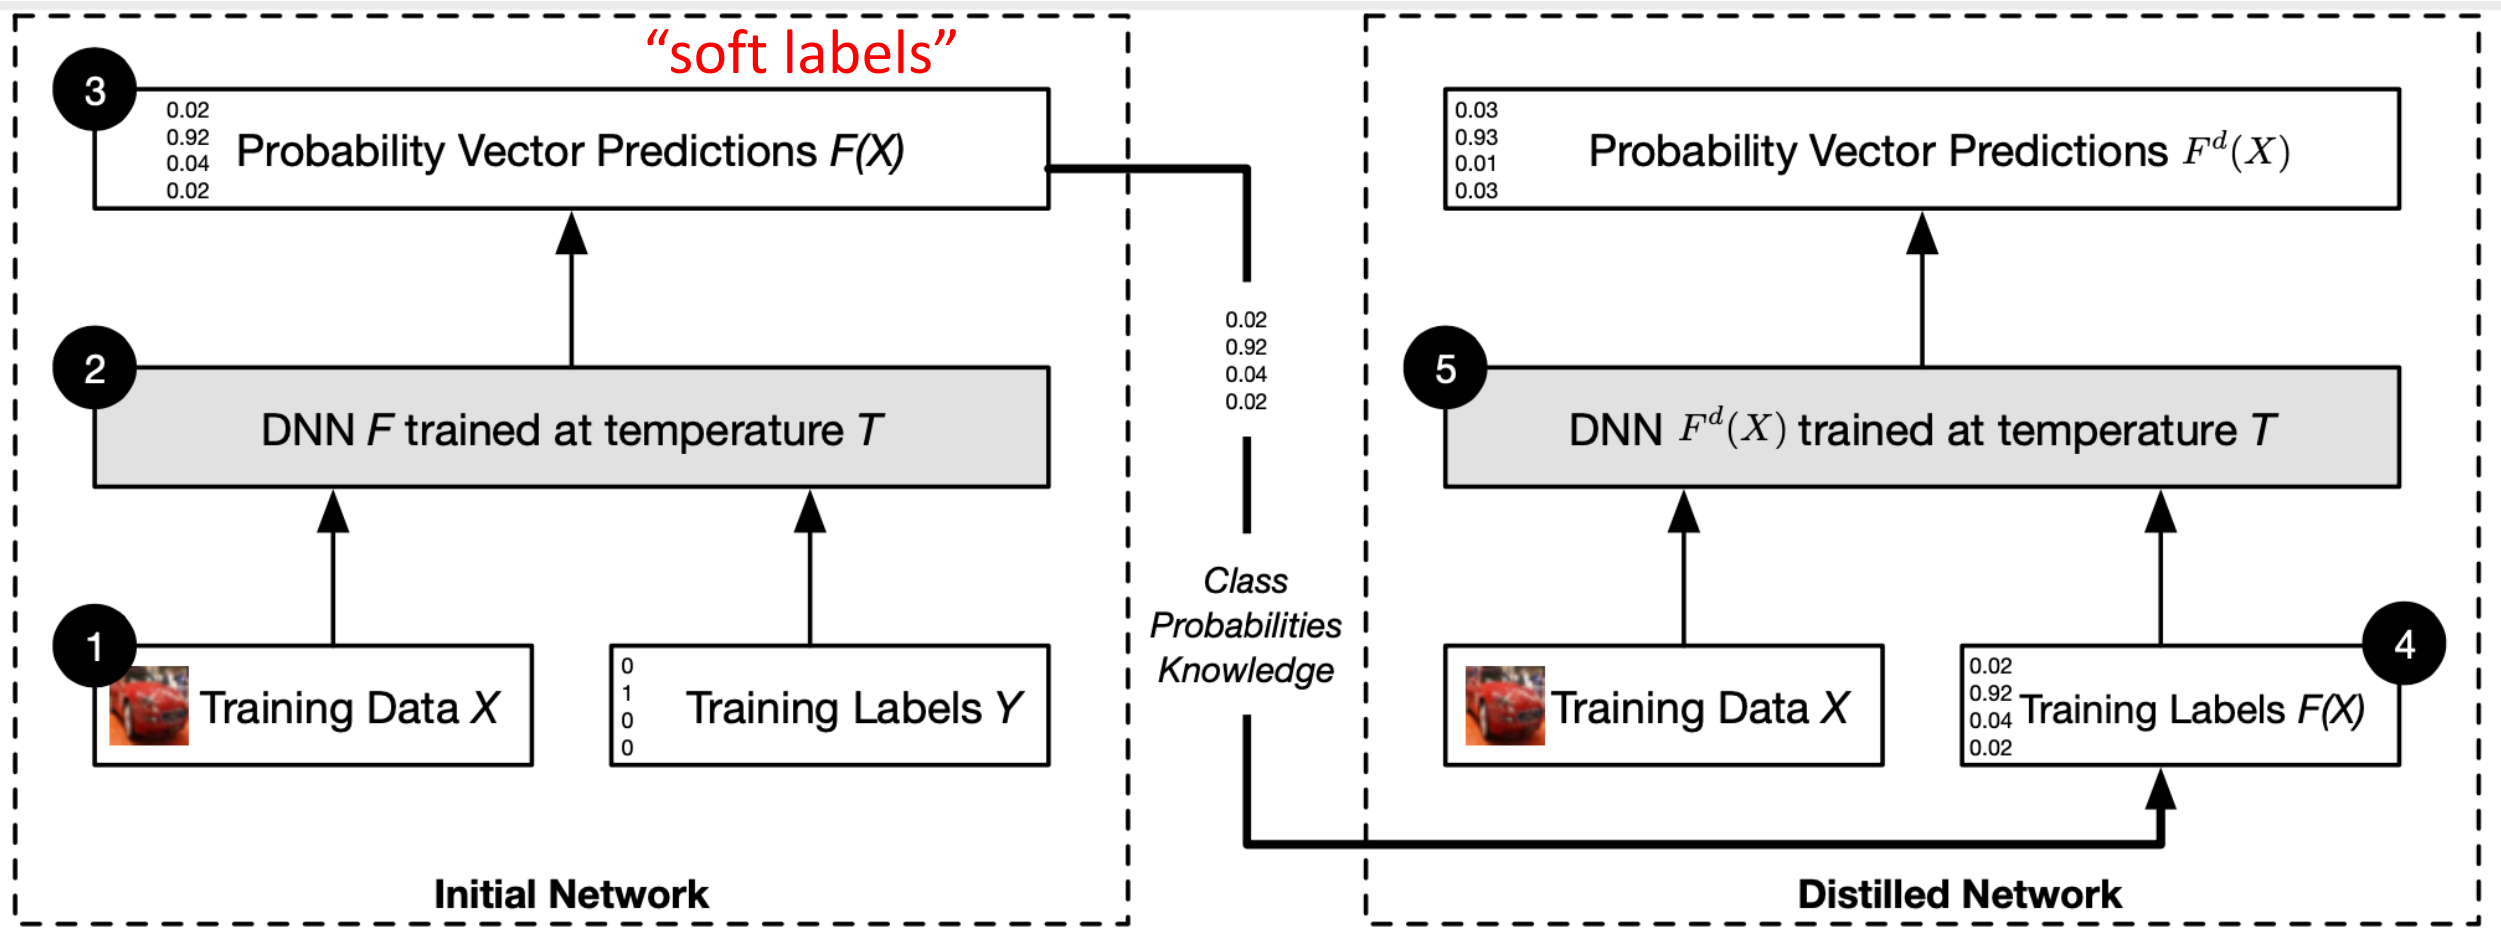 “soft labels”
3
0.02
0.92
0.04
0.02
Probability Vector Predictions F(X)
2
DNN F trained at temperature T
1
Training Data X
0
1
0
0
Training Labels Y
Initial Network
0.02
0.92
0.04
0.02
Class
Probabilities
Knowledge
0.03
0.93
0.01
0.03
Probability Vector Predictions F^d(X)
5
DNN F^d(X) trained at temperature T
Training Data X
4
0.02
0.92
0.04
0.02
Training Labels F(X)
Distilled Network